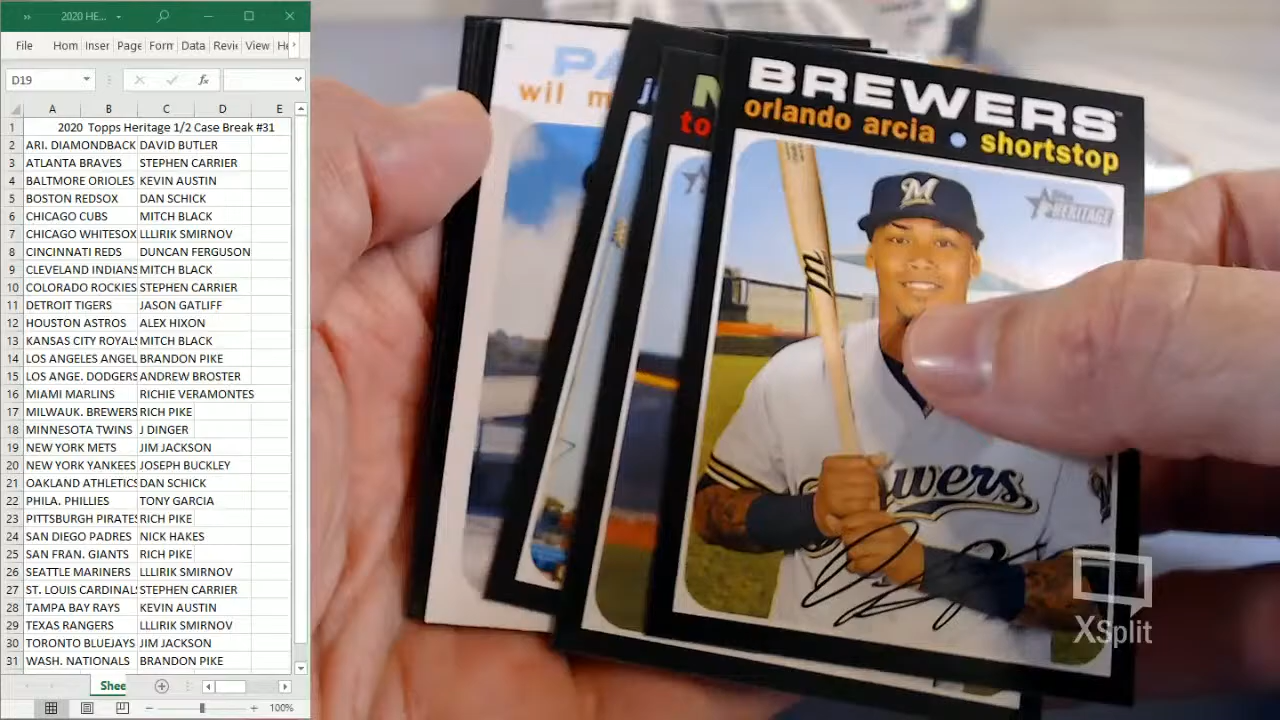 2020 HE...
File Hom Inser Page Form Data Revie View He
D19 fx
A B C D E
1 2020 Topps Heritage 1/2 Case Break #31
2 ARI. DIAMONDBACK DAVID BUTLER
3 ATLANTA BRAVES STEPHEN CARRIER
4 BALTMORE ORIOLES KEVIN AUSTIN
5 BOSTON REDSOX DAN SCHICK
6 CHICAGO CUBS MITCH BLACK
7 CHICAGO WHITESOX LLLIRIK SMIRNOV
8 CINCINNATI REDS DUNCAN FERGUSON
9 CLEVELAND INDIANS MITCH BLACK
10 COLORADO ROCKIES STEPHEN CARRIER
11 DETROIT TIGERS JASON GATLIFF
12 HOUSTON ASTROS ALEX HIXON
13 KANSAS CITY ROYALS MITCH BLACK
14 LOS ANGELES ANGEL BRANDON PIKE
15 LOS ANGE. DODGERS ANDREW BROSTER
16 MIAMI MARLINS RICHIE VERAMONTES
17 MILWAUK. BREWERS RICH PIKE
18 MINNESOTA TWINS J DINGER
19 NEW YORK METS JIM JACKSON
20 NEW YORK YANKEES JOSEPH BUCKLEY
21 OAKLAND ATHLETICS DAN SCHICK
22 PHILA. PHILLIES TONY GARCIA
23 PITTSBURGH PIRATES RICH PIKE
24 SAN DIEGO PADRES NICK HAKES
25 SAN FRAN. GIANTS RICH PIKE
26 SEATTLE MARINERS LLLIRIK SMIRNOV
27 ST. LOUIS CARDINALS STEPHEN CARRIER
28 TAMPA BAY RAYS KEVIN AUSTIN
29 TEXAS RANGERS LLLIRIK SMIRNOV
30 TORONTO BLUEJAYS JIM JACKSON
31 WASH. NATIONALS BRANDON PIKE
Shee
100%
PA
wil m
j
N
to
BREWERS™
orlando arcia • shortstop
M
Topps HERITAGE
m
Brewers
XSplit